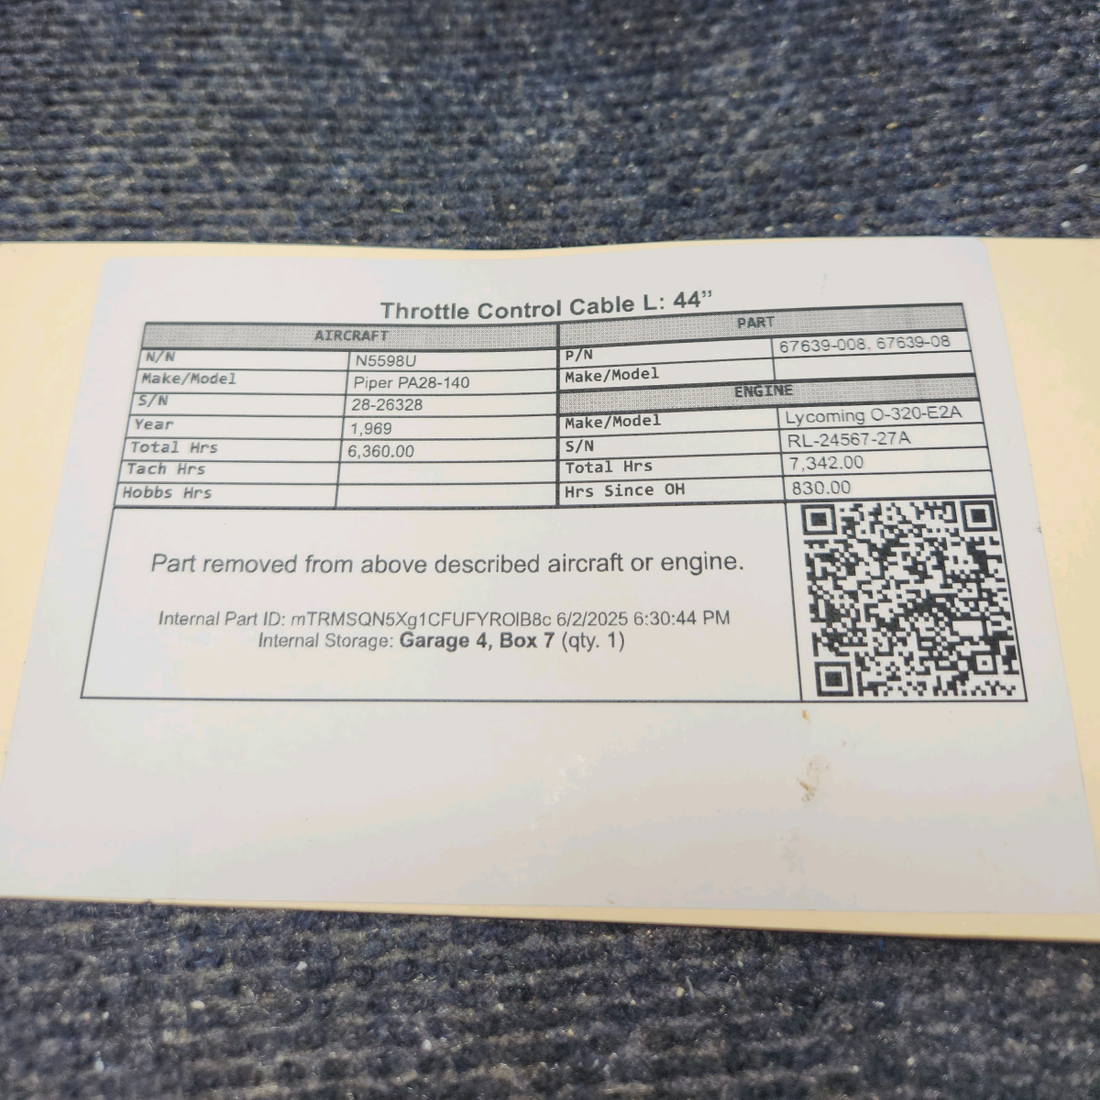 Throttle Control Cable L: 44”
AIRCRAFT
N/N N5598U
Make/Model Piper PA28-140
S/N 28-26328
Year 1,969
Total Hrs 6,360.00
Tach Hrs
Hobbs Hrs
PART
P/N 67639-008, 67639-08
Make/Model
ENGINE
Make/Model Lycoming O-320-E2A
S/N RL-24567-27A
Total Hrs 7,342.00
Hrs Since OH 830.00
Part removed from above described aircraft or engine.
Internal Part ID: mTRMSQN5Xg1CFUFYROIB8c 6/2/2025 6:30:44 PM
Internal Storage: Garage 4, Box 7 (qty. 1)